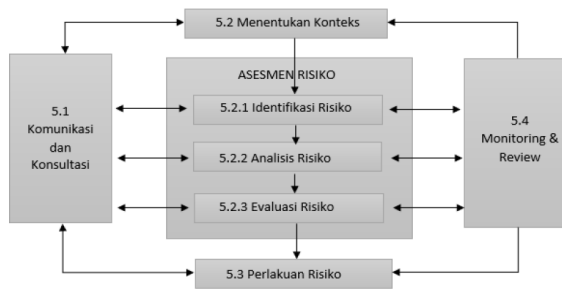 5.2 Menentukan Konteks
ASESMEN RISIKO
5.1
Komunikasi
dan
Konsultasi
5.2.1 Identifikasi Risiko
5.2.2 Analisis Risiko
5.2.3 Evaluasi Risiko
5.4
Monitoring &
Review
5.3 Perlakuan Risiko